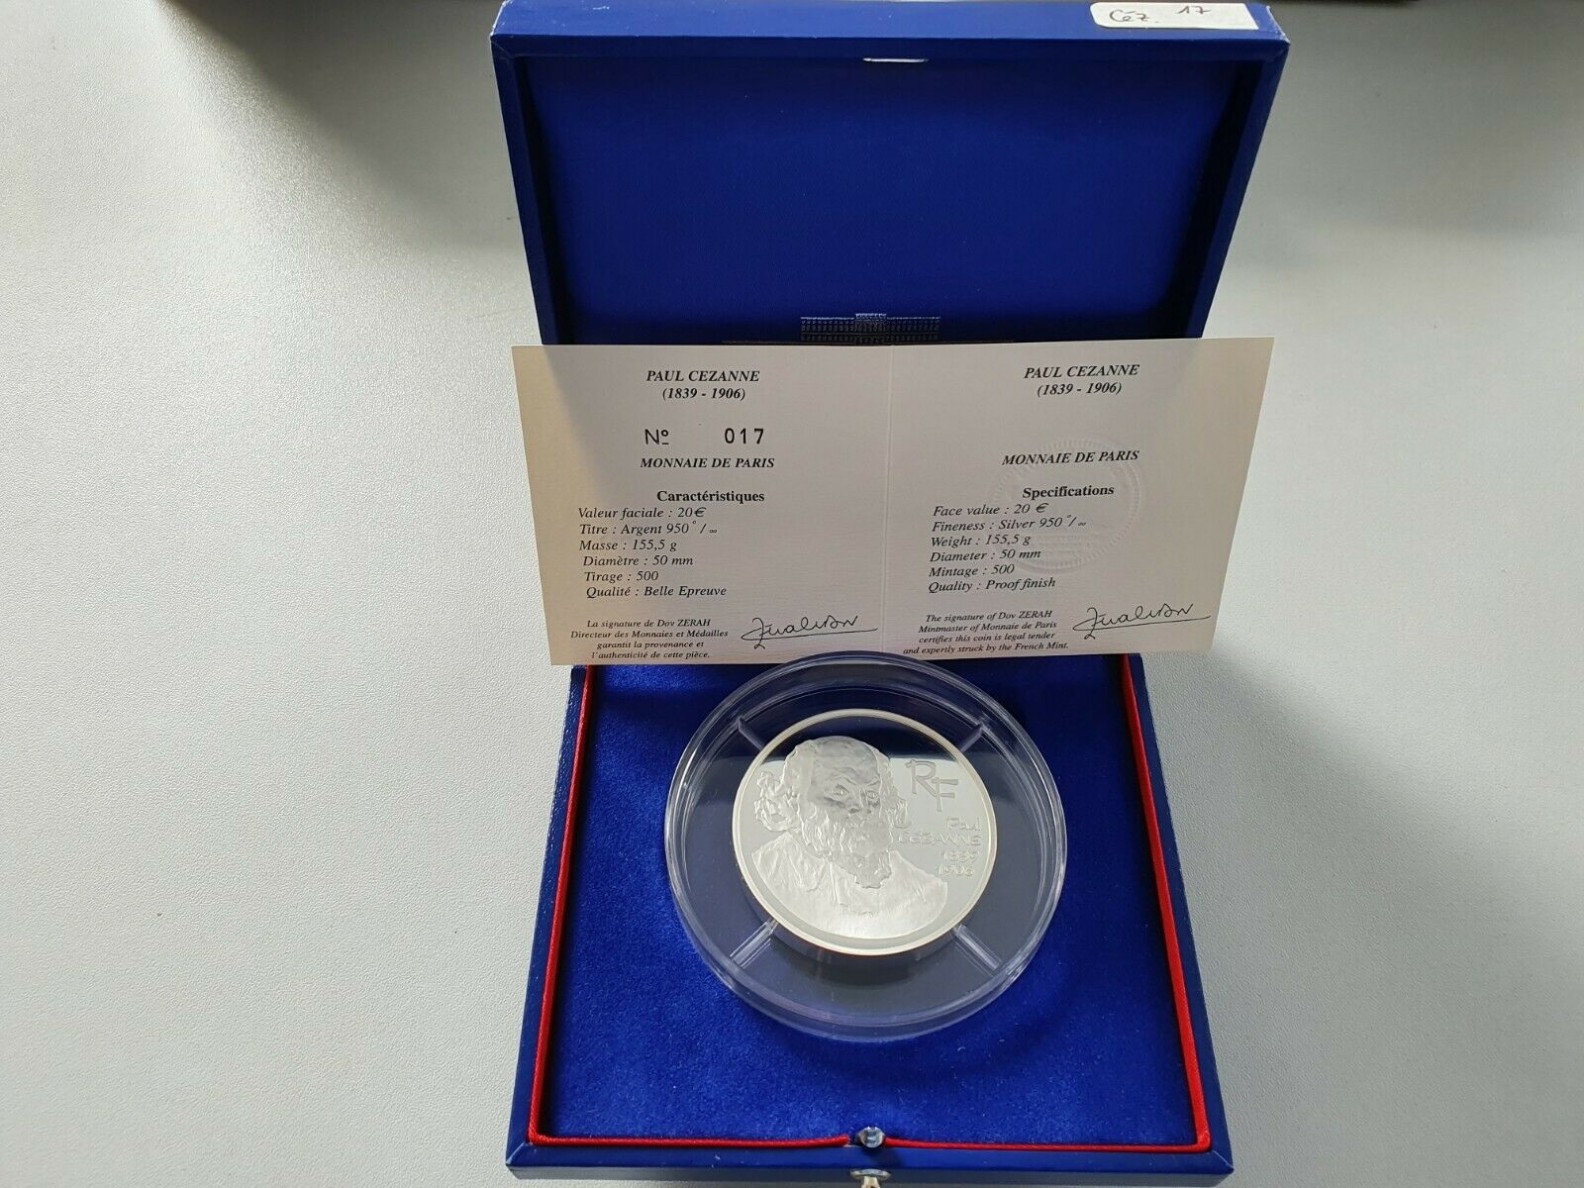 Céz. 17
PAUL CEZANNE
(1839 - 1906)
Nº 017
MONNAIE DE PARIS
Caractéristiques
Valeur faciale : 20€
Titre : Argent 950°/₀₀
Masse : 155,5 g
Diamètre : 50 mm
Tirage : 500
Qualité : Belle Epreuve
La signature de Dov ZERAH
Directeur des Monnaies et Médailles
garantit la provenance et
l'authenticité de cette pièce.
PAUL CEZANNE
(1839 - 1906)
MONNAIE DE PARIS
Specifications
Face value : 20 €
Fineness : Silver 950°/₀₀
Weight : 155,5 g
Diameter : 50 mm
Mintage : 500
Quality : Proof finish
The signature of Dov ZERAH
Mintmaster of Monnaie de Paris
certifies this coin is legal tender
and expertly struck by the French Mint.
RF
Paul
CEZANNE
1839
1906